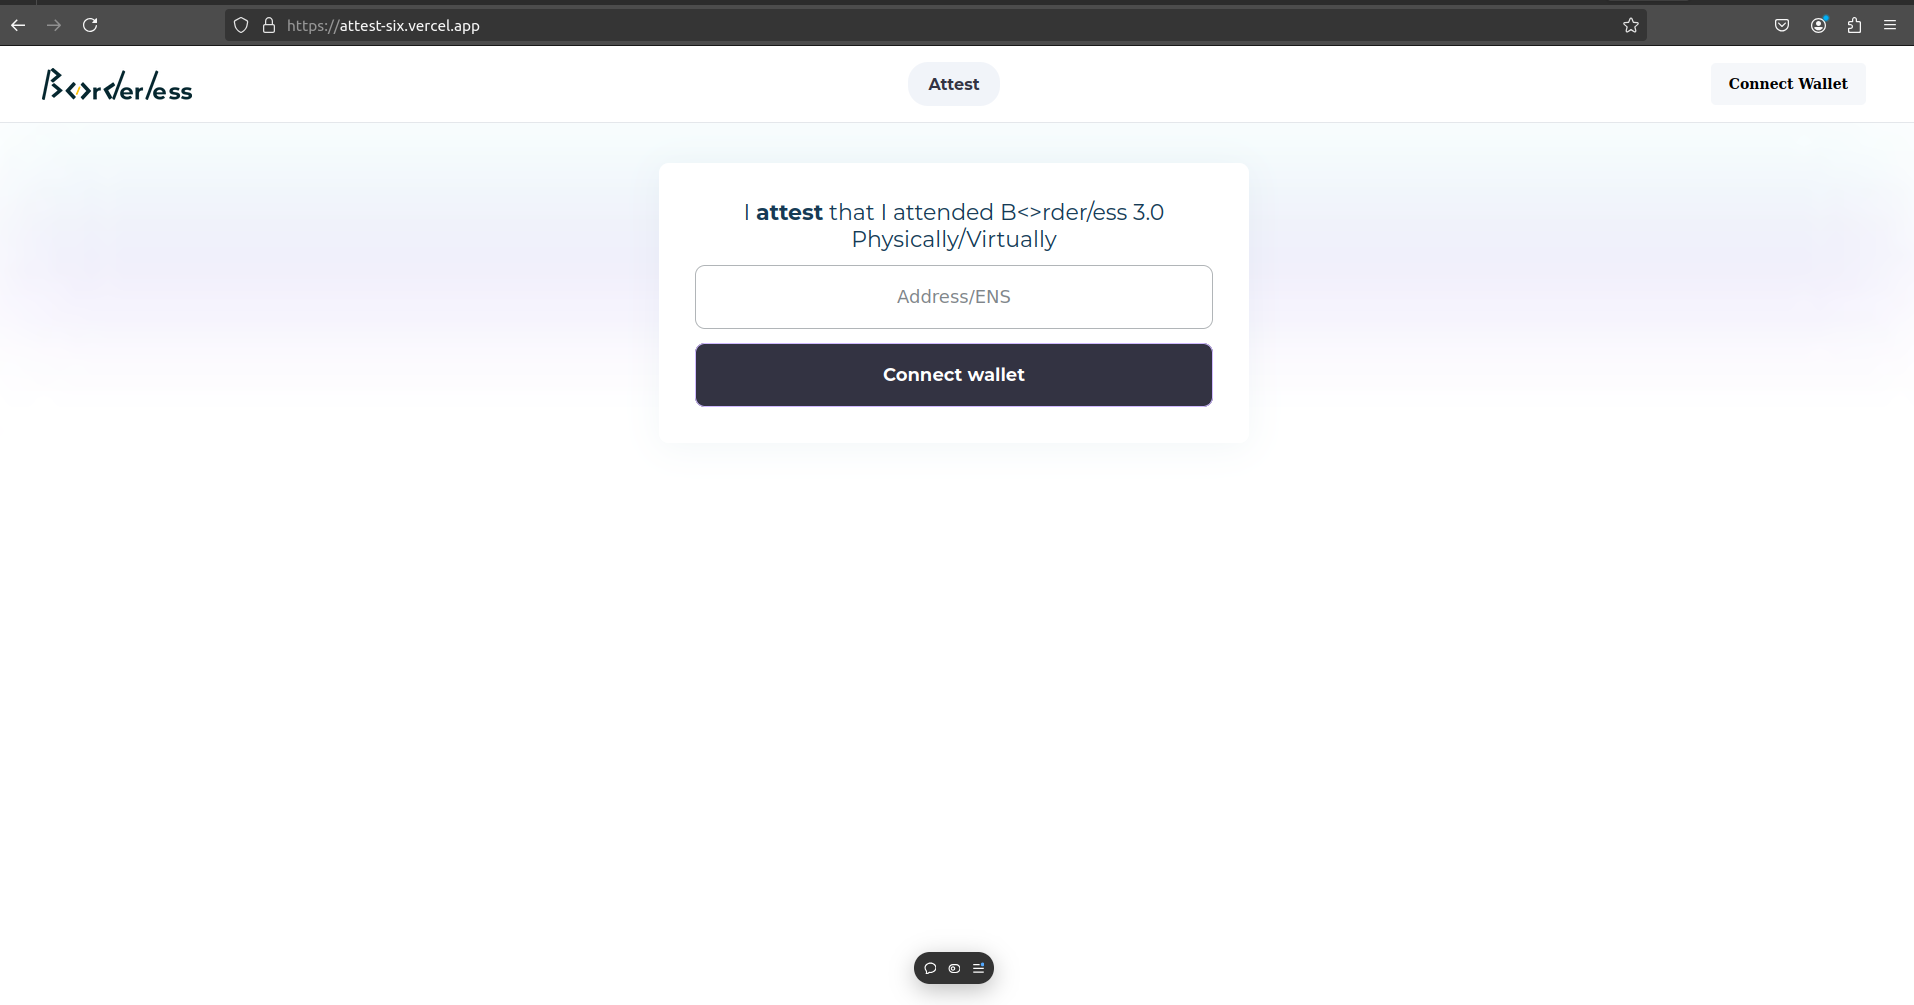 https://attest-six.vercel.app
B<>rder/ess
Attest
Connect Wallet
I attest that I attended B<>rder/ess 3.0
Physically/Virtually
Address/ENS
Connect wallet